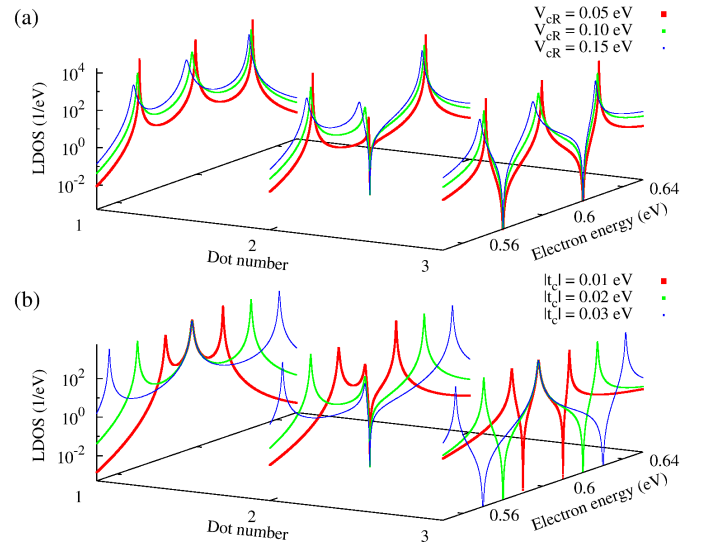 (a)
V_cR = 0.05 eV
V_cR = 0.10 eV
V_cR = 0.15 eV
LDOS (1/eV)
10^4
10^2
10^0
10^-2
1
2
3
Dot number
0.56
0.6
0.64
Electron energy (eV)
(b)
|t_c| = 0.01 eV
|t_c| = 0.02 eV
|t_c| = 0.03 eV
LDOS (1/eV)
10^2
10^0
10^-2
1
2
3
Dot number
0.56
0.6
0.64
Electron energy (eV)